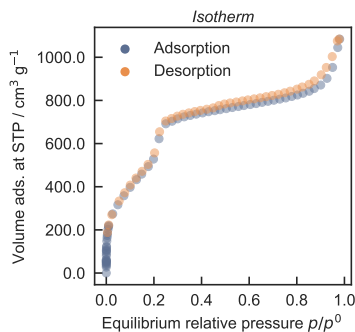 Isotherm
Adsorption
Desorption
1000.0
800.0
600.0
400.0
200.0
0.0
Volume ads. at STP / cm³ g⁻¹
0.0 0.2 0.4 0.6 0.8 1.0
Equilibrium relative pressure p/p⁰